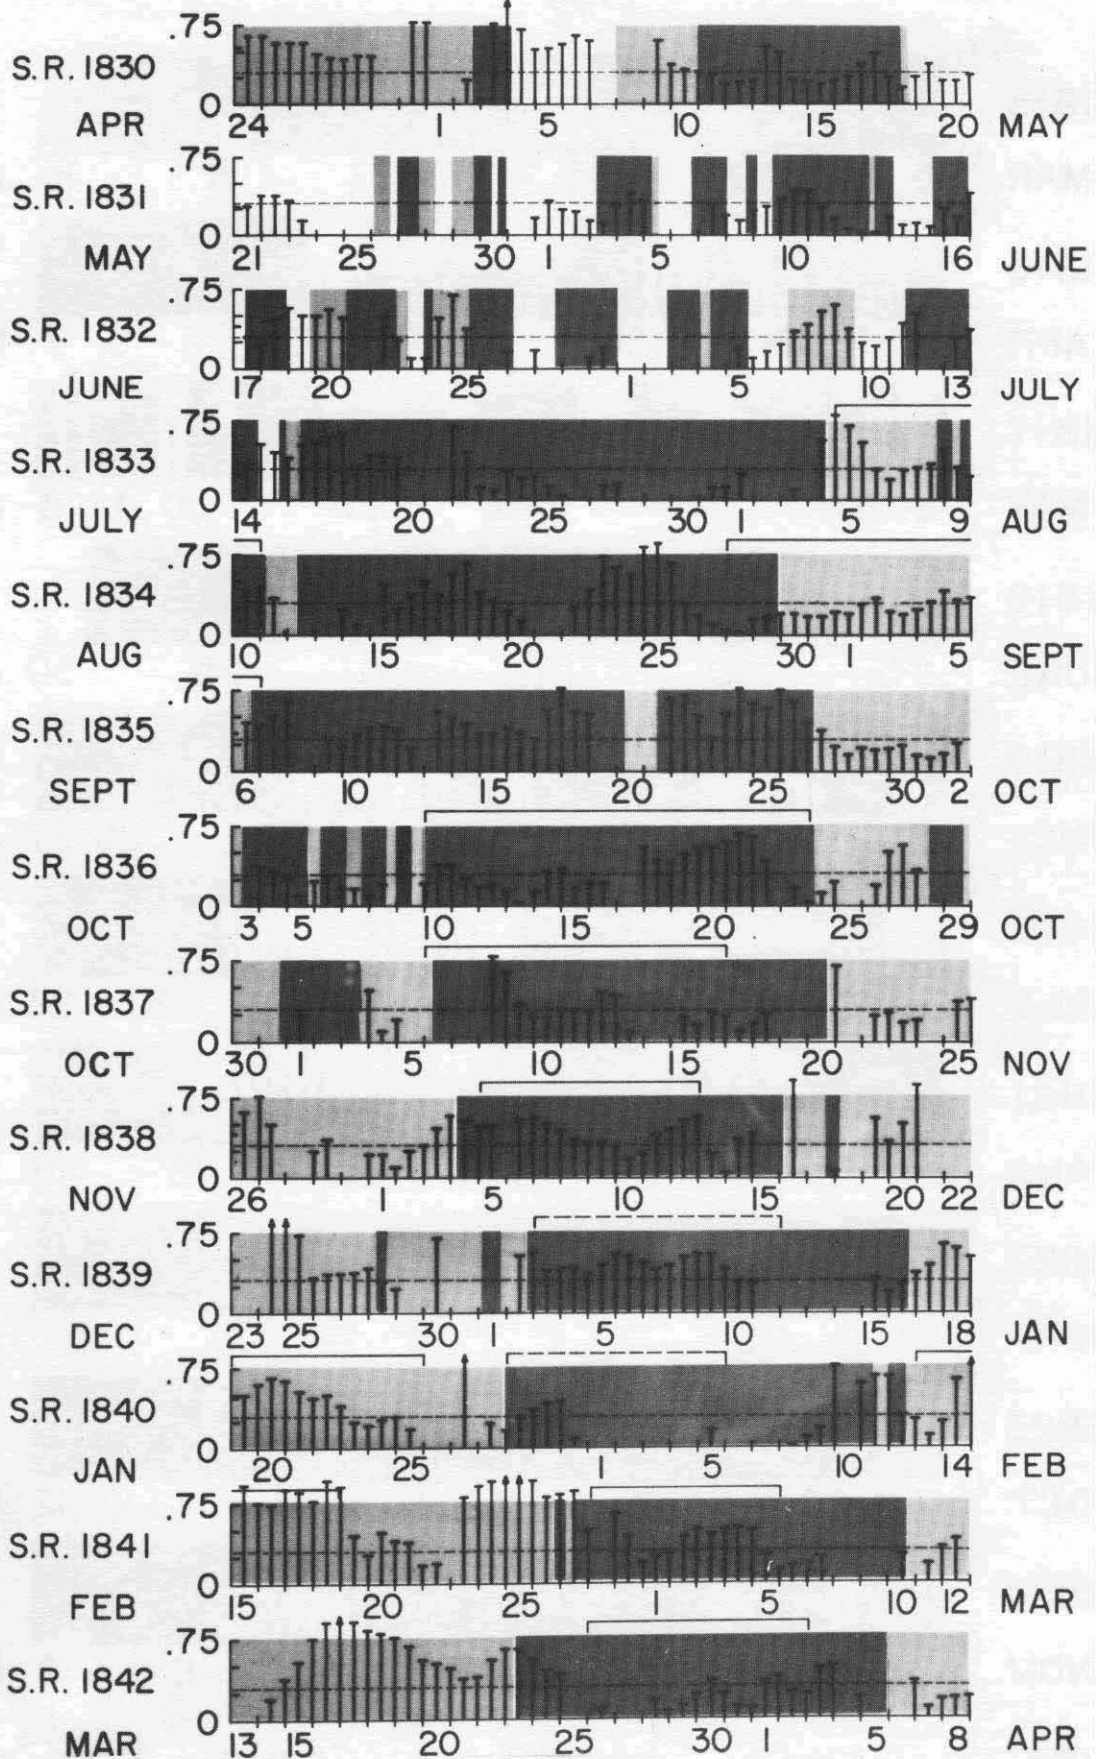 .75
S.R. 1830
0
APR 24 1 5 10 15 20 MAY
.75
S.R. 1831
0
MAY 21 25 30 1 5 10 16 JUNE
.75
S.R. 1832
0
JUNE 17 20 25 1 5 10 13 JULY
.75
S.R. 1833
0
JULY 14 20 25 30 1 5 9 AUG
.75
S.R. 1834
0
AUG 10 15 20 25 30 1 5 SEPT
.75
S.R. 1835
0
SEPT 6 10 15 20 25 30 2 OCT
.75
S.R. 1836
0
OCT 3 5 10 15 20 25 29 OCT
.75
S.R. 1837
0
OCT 30 1 5 10 15 20 25 NOV
.75
S.R. 1838
0
NOV 26 1 5 10 15 20 22 DEC
.75
S.R. 1839
0
DEC 23 25 30 1 5 10 15 18 JAN
.75
S.R. 1840
0
JAN 20 25 1 5 10 14 FEB
.75
S.R. 1841
0
FEB 15 20 25 1 5 10 12 MAR
.75
S.R. 1842
0
MAR 13 15 20 25 30 1 5 8 APR